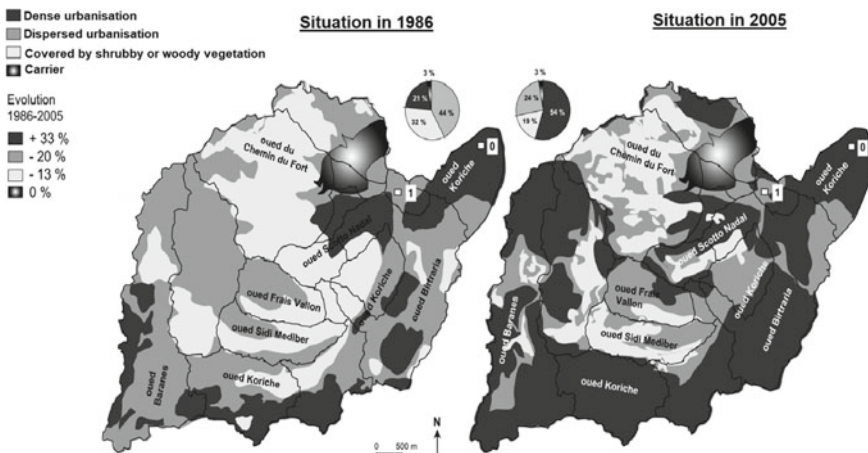 Dense urbanisation
Dispersed urbanisation
Covered by shrubby or woody vegetation
Carrier
Evolution
1986-2005
+ 33 %
- 20 %
- 13 %
0 %
Situation in 1986
3 %
21 %
44 %
32 %
oued du
Chemin du Fort
oued
Koriche
0
1
oued Scotto Nadal
oued Koriche
oued Birtraria
oued Frais Vallon
oued Sidi Mediber
oued Koriche
oued
Baranes
0 500 m
N
Situation in 2005
3 %
24 %
54 %
19 %
oued du
Chemin du Fort
oued
Koriche
0
1
oued Scotto Nadal
oued Koriche
oued Birtraria
oued Frais
Vallon
oued Sidi Medjber
oued Baranes
oued Koriche